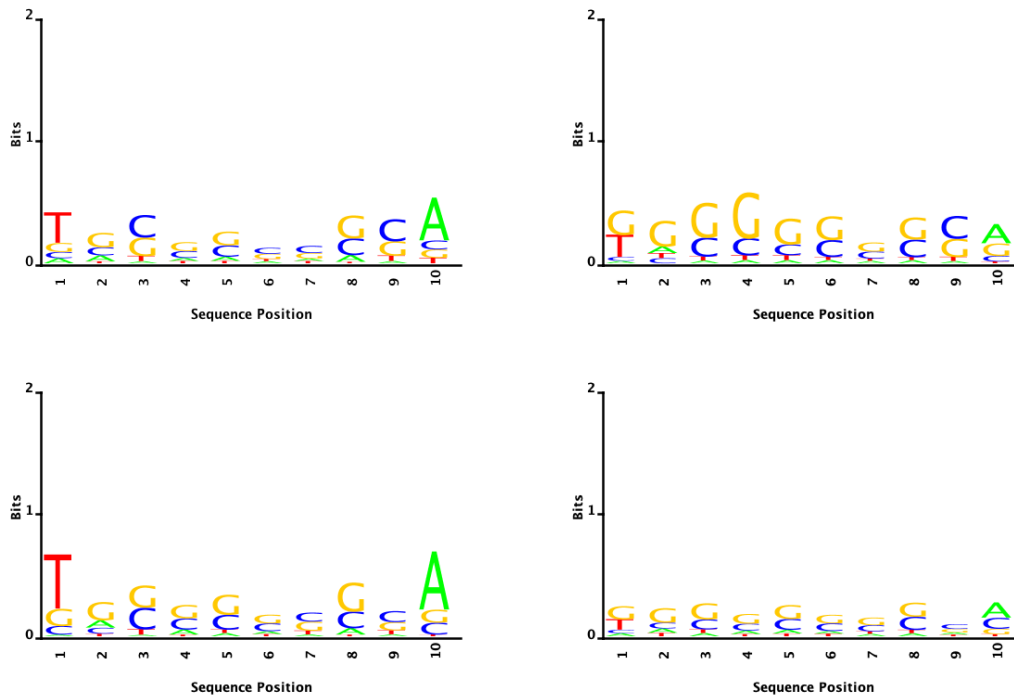 2
1
0
Bits
T G C G G C C G C A
1 2 3 4 5 6 7 8 9 10
Sequence Position
2
1
0
Bits
G G G G G G G G C A
1 2 3 4 5 6 7 8 9 10
Sequence Position
2
1
0
Bits
T G G G G G C G C A
1 2 3 4 5 6 7 8 9 10
Sequence Position
2
1
0
Bits
G G G G G G G G C A
1 2 3 4 5 6 7 8 9 10
Sequence Position